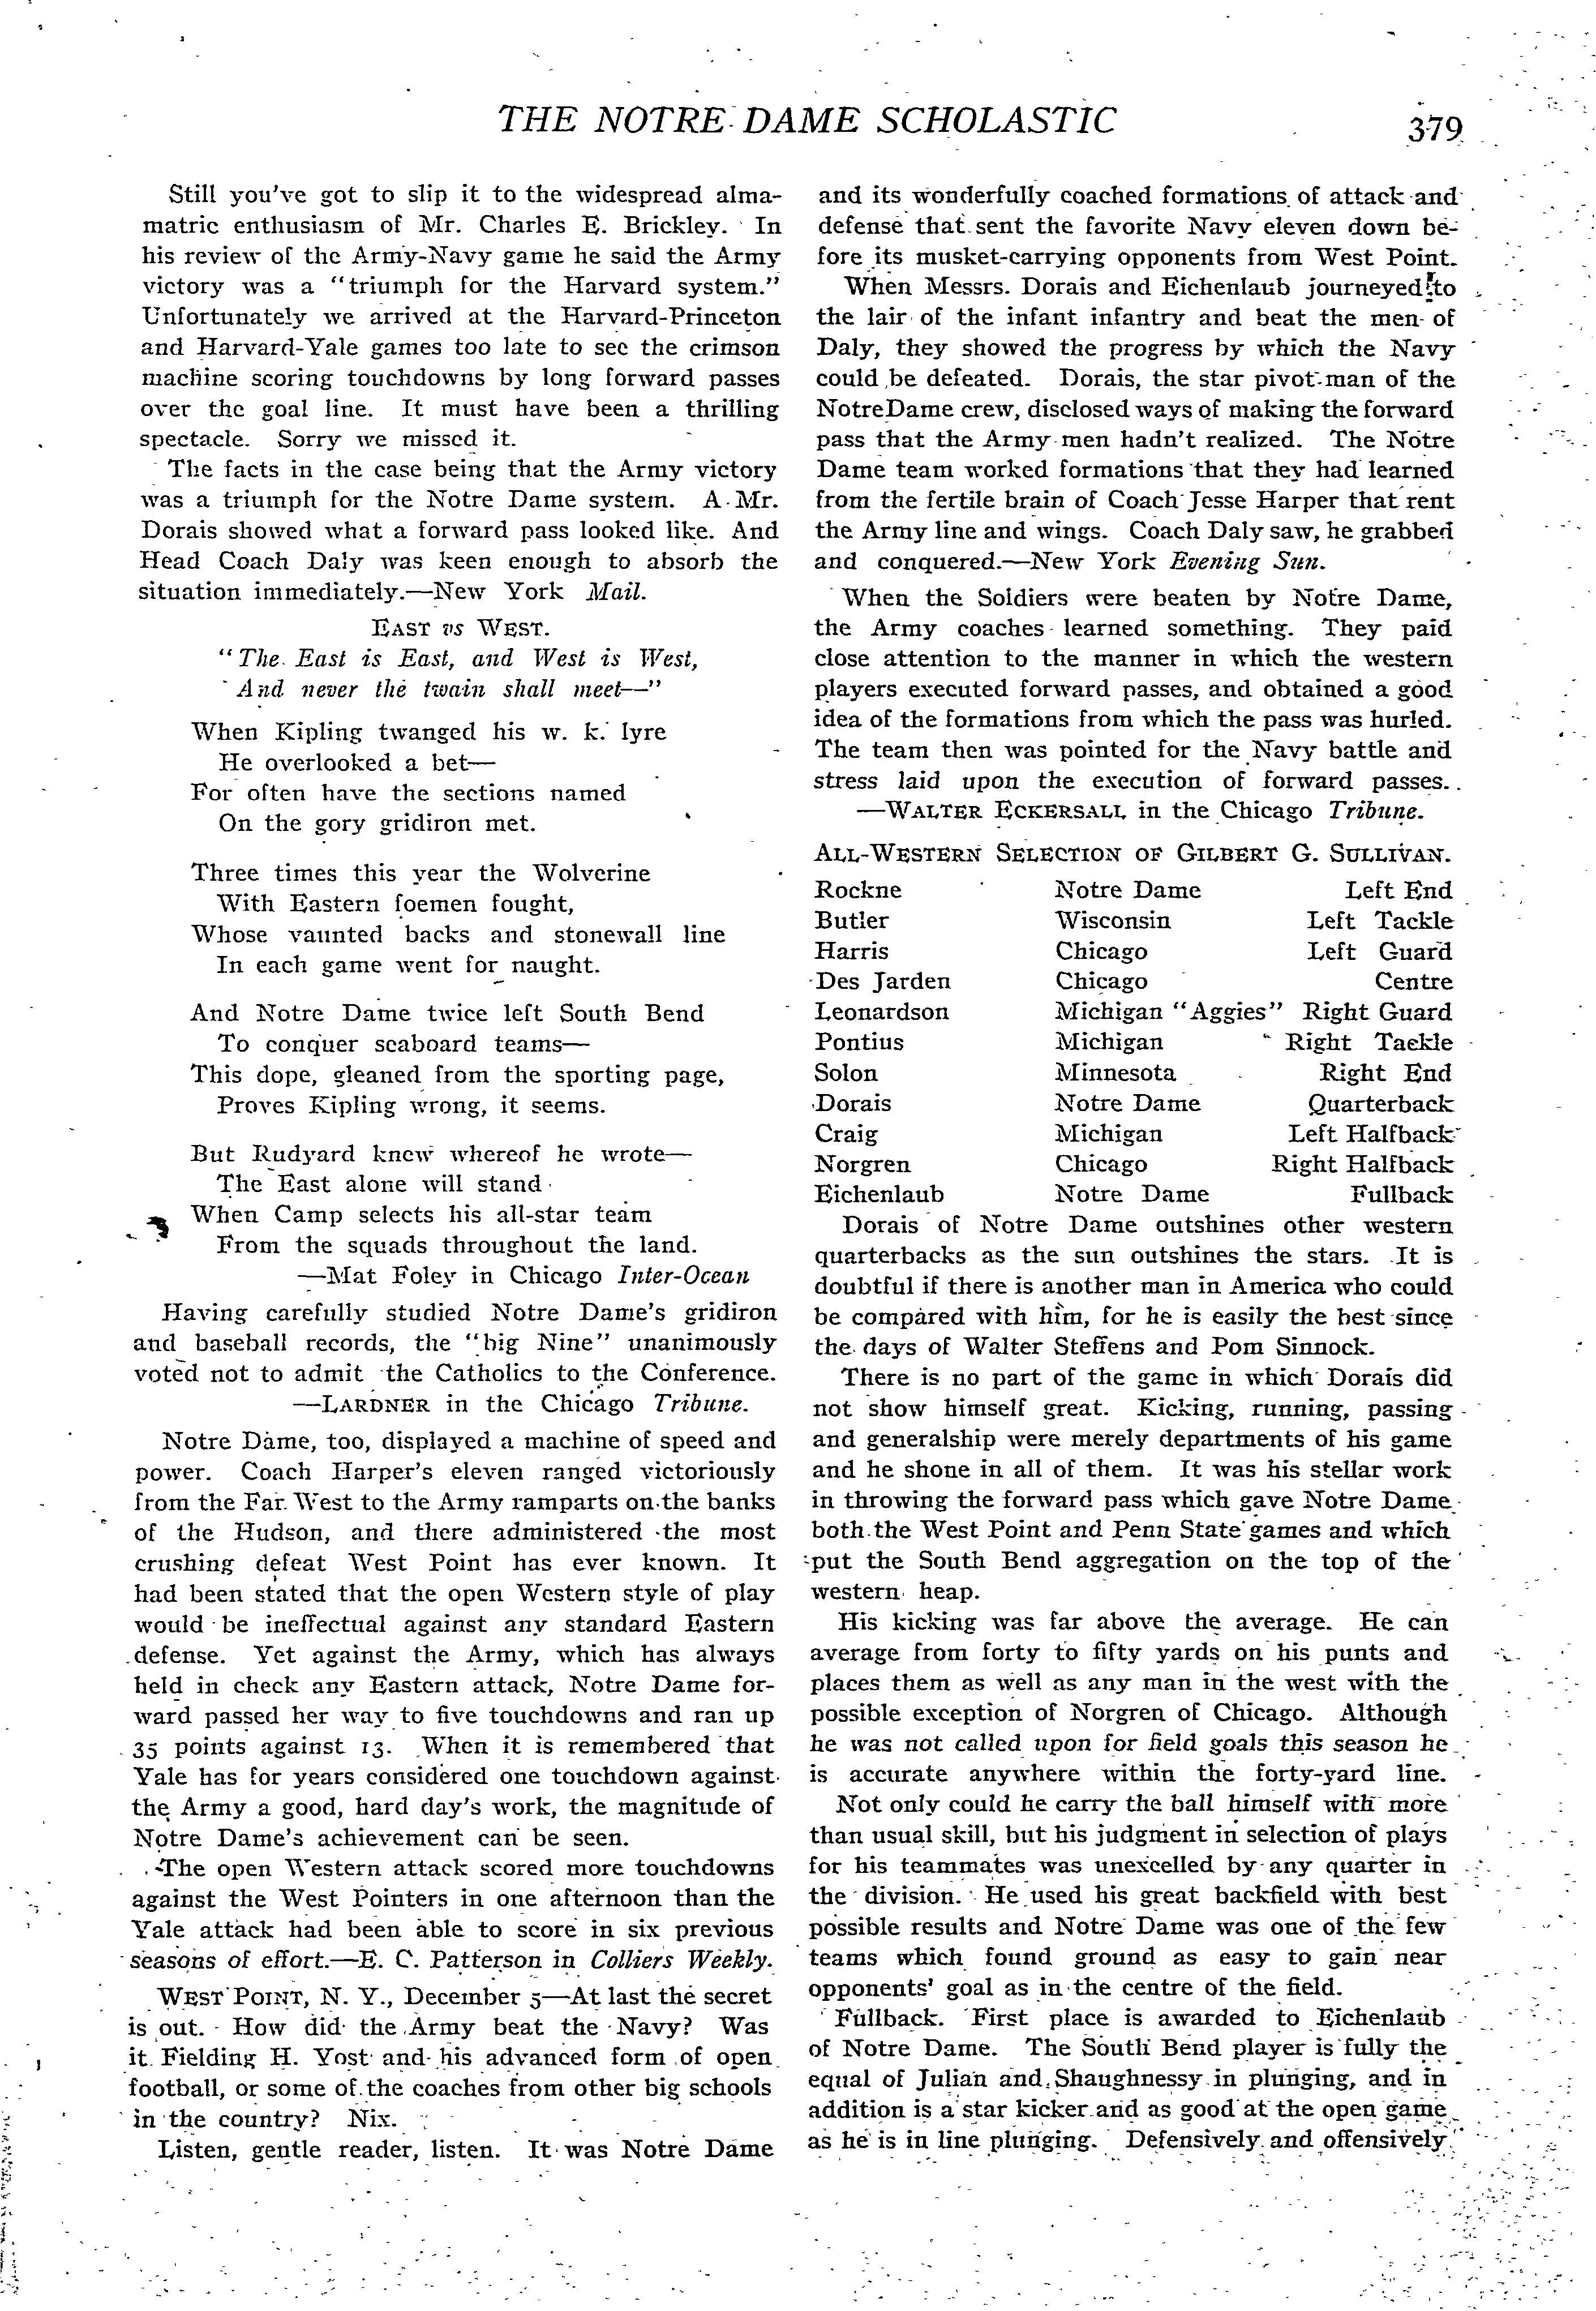 THE NOTRE DAME SCHOLASTIC
379
Still you've got to slip it to the widespread alma-
matric enthusiasm of Mr. Charles E. Brickley. In
his review of the Army-Navy game he said the Army
victory was a "triumph for the Harvard system."
Unfortunately we arrived at the Harvard-Princeton
and Harvard-Yale games too late to see the crimson
machine scoring touchdowns by long forward passes
over the goal line. It must have been a thrilling
spectacle. Sorry we missed it.
The facts in the case being that the Army victory
was a triumph for the Notre Dame system. A Mr.
Dorais showed what a forward pass looked like. And
Head Coach Daly was keen enough to absorb the
situation immediately.—New York Mail.
EAST vs WEST.
"The East is East, and West is West,
And never the twain shall meet—"
When Kipling twanged his w. k. lyre
He overlooked a bet—
For often have the sections named
On the gory gridiron met.
Three times this year the Wolverine
With Eastern foemen fought,
Whose vaunted backs and stonewall line
In each game went for naught.
And Notre Dame twice left South Bend
To conquer seaboard teams—
This dope, gleaned from the sporting page,
Proves Kipling wrong, it seems.
But Rudyard knew whereof he wrote—
The East alone will stand
When Camp selects his all-star team
From the squads throughout the land.
—Mat Foley in Chicago Inter-Ocean
Having carefully studied Notre Dame's gridiron
and baseball records, the "big Nine" unanimously
voted not to admit the Catholics to the Conference.
—LARDNER in the Chicago Tribune.
Notre Dame, too, displayed a machine of speed and
power. Coach Harper's eleven ranged victoriously
from the Far West to the Army ramparts on the banks
of the Hudson, and there administered the most
crushing defeat West Point has ever known. It
had been stated that the open Western style of play
would be ineffectual against any standard Eastern
defense. Yet against the Army, which has always
held in check any Eastern attack, Notre Dame for-
ward passed her way to five touchdowns and ran up
35 points against 13. When it is remembered that
Yale has for years considered one touchdown against
the Army a good, hard day's work, the magnitude of
Notre Dame's achievement can be seen.
The open Western attack scored more touchdowns
against the West Pointers in one afternoon than the
Yale attack had been able to score in six previous
seasons of effort.—E. C. Patterson in Colliers Weekly.
WEST POINT, N. Y., December 5—At last the secret
is out. How did the Army beat the Navy? Was
it Fielding H. Yost and his advanced form of open
football, or some of the coaches from other big schools
in the country? Nix.
Listen, gentle reader, listen. It was Notre Dame
and its wonderfully coached formations of attack and
defense that sent the favorite Navy eleven down be-
fore its musket-carrying opponents from West Point.
When Messrs. Dorais and Eichenlaub journeyed to
the lair of the infant infantry and beat the men of
Daly, they showed the progress by which the Navy
could be defeated. Dorais, the star pivot man of the
NotreDame crew, disclosed ways of making the forward
pass that the Army men hadn't realized. The Notre
Dame team worked formations that they had learned
from the fertile brain of Coach Jesse Harper that rent
the Army line and wings. Coach Daly saw, he grabbed
and conquered.—New York Evening Sun.
When the Soldiers were beaten by Notre Dame,
the Army coaches learned something. They paid
close attention to the manner in which the western
players executed forward passes, and obtained a good
idea of the formations from which the pass was hurled.
The team then was pointed for the Navy battle and
stress laid upon the execution of forward passes.
—WALTER ECKERSALL in the Chicago Tribune.
ALL-WESTERN SELECTION OF GILBERT G. SULLIVAN.
Rockne Notre Dame Left End
Butler Wisconsin Left Tackle
Harris Chicago Left Guard
Des Jarden Chicago Centre
Leonardson Michigan "Aggies" Right Guard
Pontius Michigan Right Tackle
Solon Minnesota Right End
Dorais Notre Dame Quarterback
Craig Michigan Left Halfback
Norgren Chicago Right Halfback
Eichenlaub Notre Dame Fullback
Dorais of Notre Dame outshines other western
quarterbacks as the sun outshines the stars. It is
doubtful if there is another man in America who could
be compared with him, for he is easily the best since
the days of Walter Steffens and Pom Sinnock.
There is no part of the game in which Dorais did
not show himself great. Kicking, running, passing
and generalship were merely departments of his game
and he shone in all of them. It was his stellar work
in throwing the forward pass which gave Notre Dame
both the West Point and Penn State games and which
put the South Bend aggregation on the top of the
western heap.
His kicking was far above the average. He can
average from forty to fifty yards on his punts and
places them as well as any man in the west with the
possible exception of Norgren of Chicago. Although
he was not called upon for field goals this season he
is accurate anywhere within the forty-yard line.
Not only could he carry the ball himself with more
than usual skill, but his judgment in selection of plays
for his teammates was unexcelled by any quarter in
the division. He used his great backfield with best
possible results and Notre Dame was one of the few
teams which found ground as easy to gain near
opponents' goal as in the centre of the field.
Fullback. First place is awarded to Eichenlaub
of Notre Dame. The South Bend player is fully the
equal of Julian and Shaughnessy in plunging, and in
addition is a star kicker and as good at the open game
as he is in line plunging. Defensively and offensively